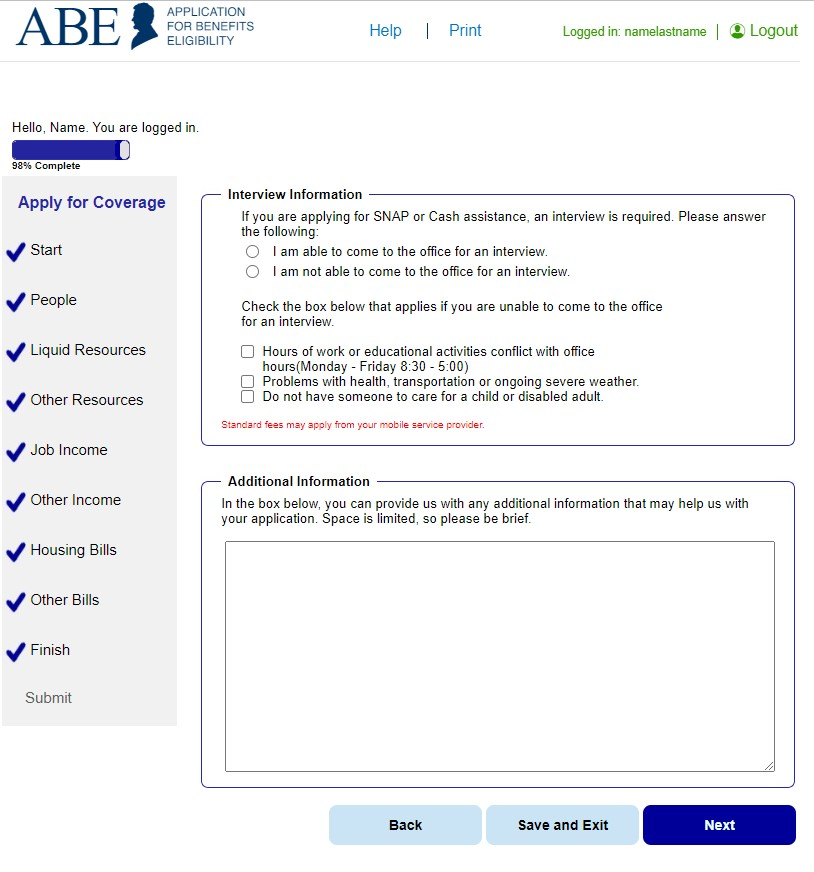 ABE
APPLICATION
FOR BENEFITS
ELIGIBILITY
Help | Print
Logged in: namelastname | Logout
Hello, Name. You are logged in.
98% Complete
Apply for Coverage
Start
People
Liquid Resources
Other Resources
Job Income
Other Income
Housing Bills
Other Bills
Finish
Submit
Interview Information
If you are applying for SNAP or Cash assistance, an interview is required. Please answer
the following:
I am able to come to the office for an interview.
I am not able to come to the office for an interview.
Check the box below that applies if you are unable to come to the office
for an interview.
Hours of work or educational activities conflict with office
hours(Monday - Friday 8:30 - 5:00)
Problems with health, transportation or ongoing severe weather.
Do not have someone to care for a child or disabled adult.
Standard fees may apply from your mobile service provider.
Additional Information
In the box below, you can provide us with any additional information that may help us with
your application. Space is limited, so please be brief.
Back
Save and Exit
Next